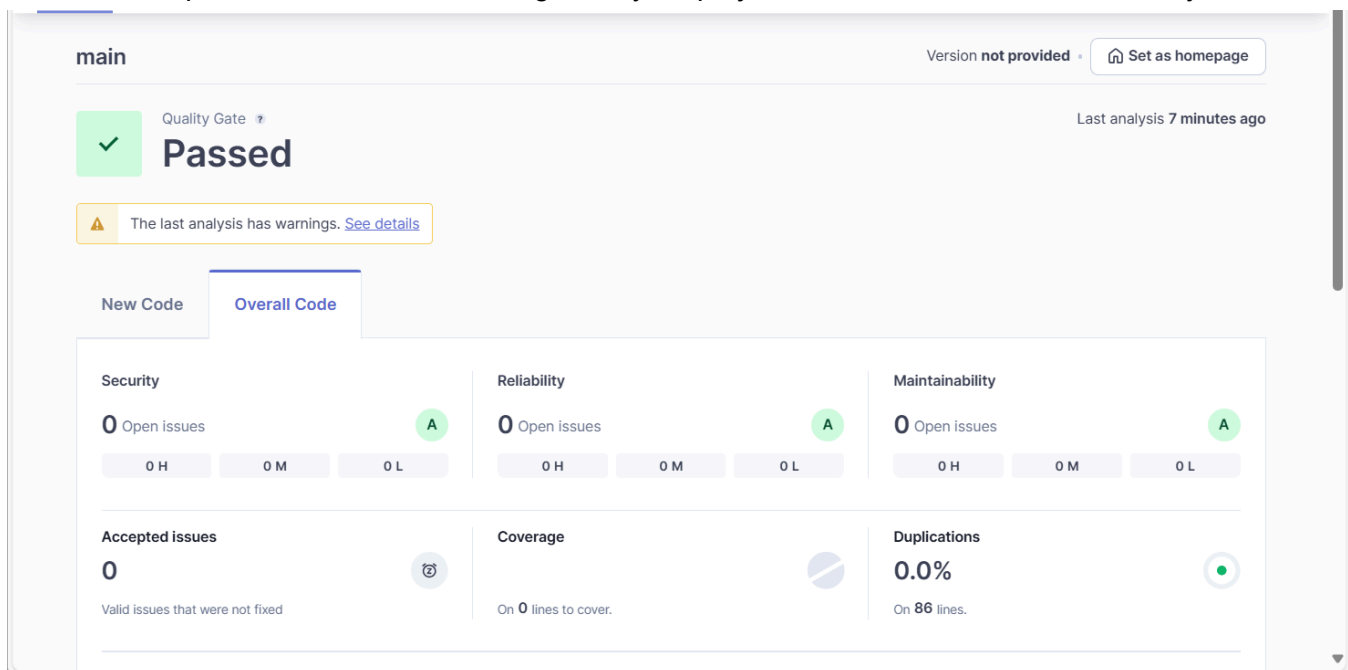 main
Version not provided
Set as homepage
Quality Gate ?
Passed
Last analysis 7 minutes ago
The last analysis has warnings. See details
New Code
Overall Code
Security
0 Open issues
A
0 H
0 M
0 L
Reliability
0 Open issues
A
0 H
0 M
0 L
Maintainability
0 Open issues
A
0 H
0 M
0 L
Accepted issues
0
Valid issues that were not fixed
Coverage
On 0 lines to cover.
Duplications
0.0%
On 86 lines.